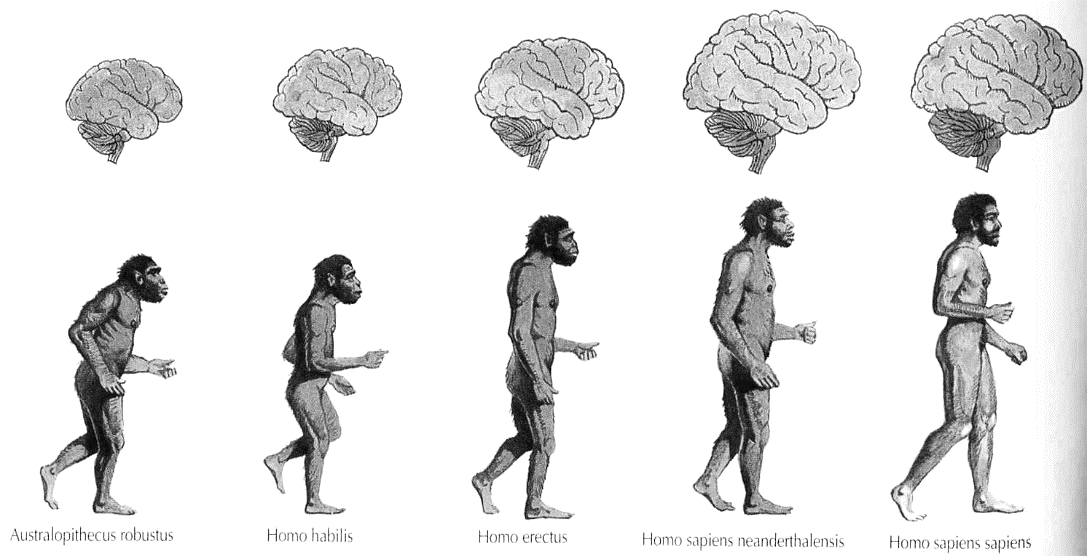 Australopithecus robustus
Homo habilis
Homo erectus
Homo sapiens neanderthalensis
Homo sapiens sapiens